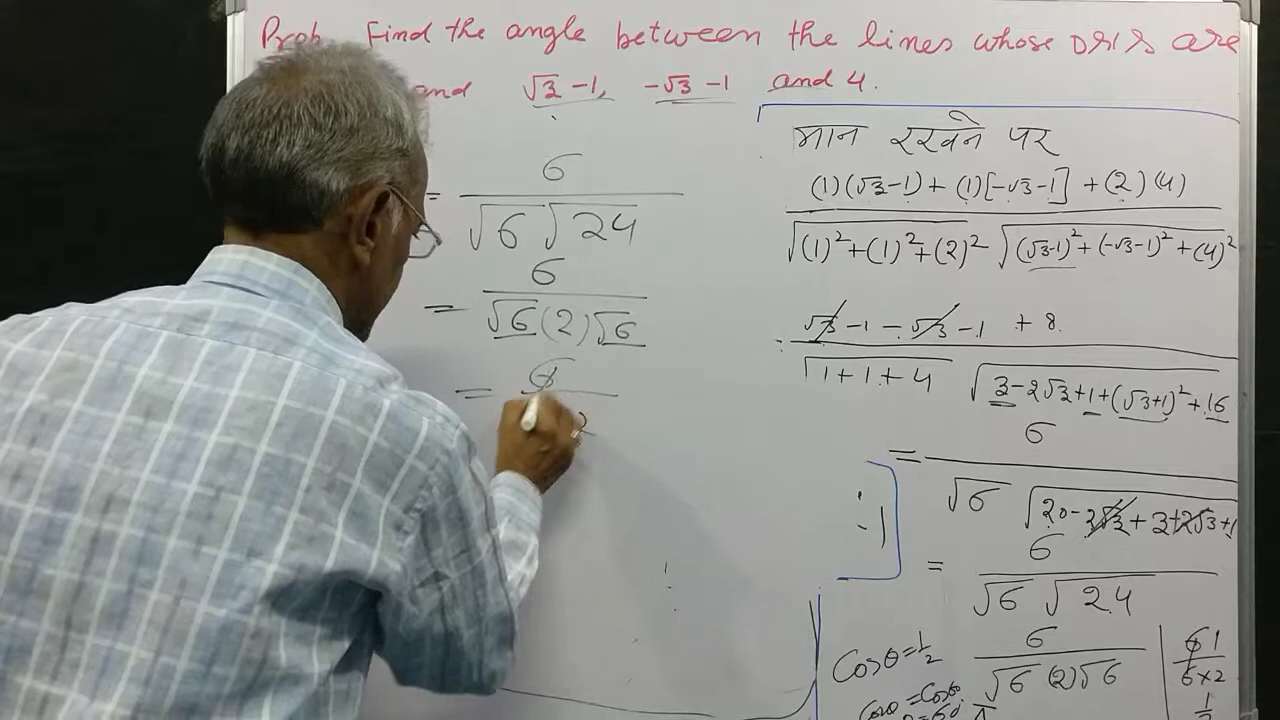 Prob. Find the angle between the lines whose DR's are
and √3 -1, -√3 -1 and 4.
= 6 / √6 √24
= 6 / √6 (2) √6
= 6 / 2
मान रखने पर
(1)(√3-1) + (1)[-√3-1] + (2)(4) / √(1)²+(1)²+(2)² √(√3-1)²+(-√3-1)²+(4)²
√3 -1 - √3 -1 + 8 / √1+1+4 √3-2√3+1+(√3+1)²+16
= 6 / √6 √20-2√3+3+2√3+1
= 6 / √6 √24
6 / √6 (2)√6
6 1 / 6×2
1
Cosθ = 1/2
Cosθ = Cos60